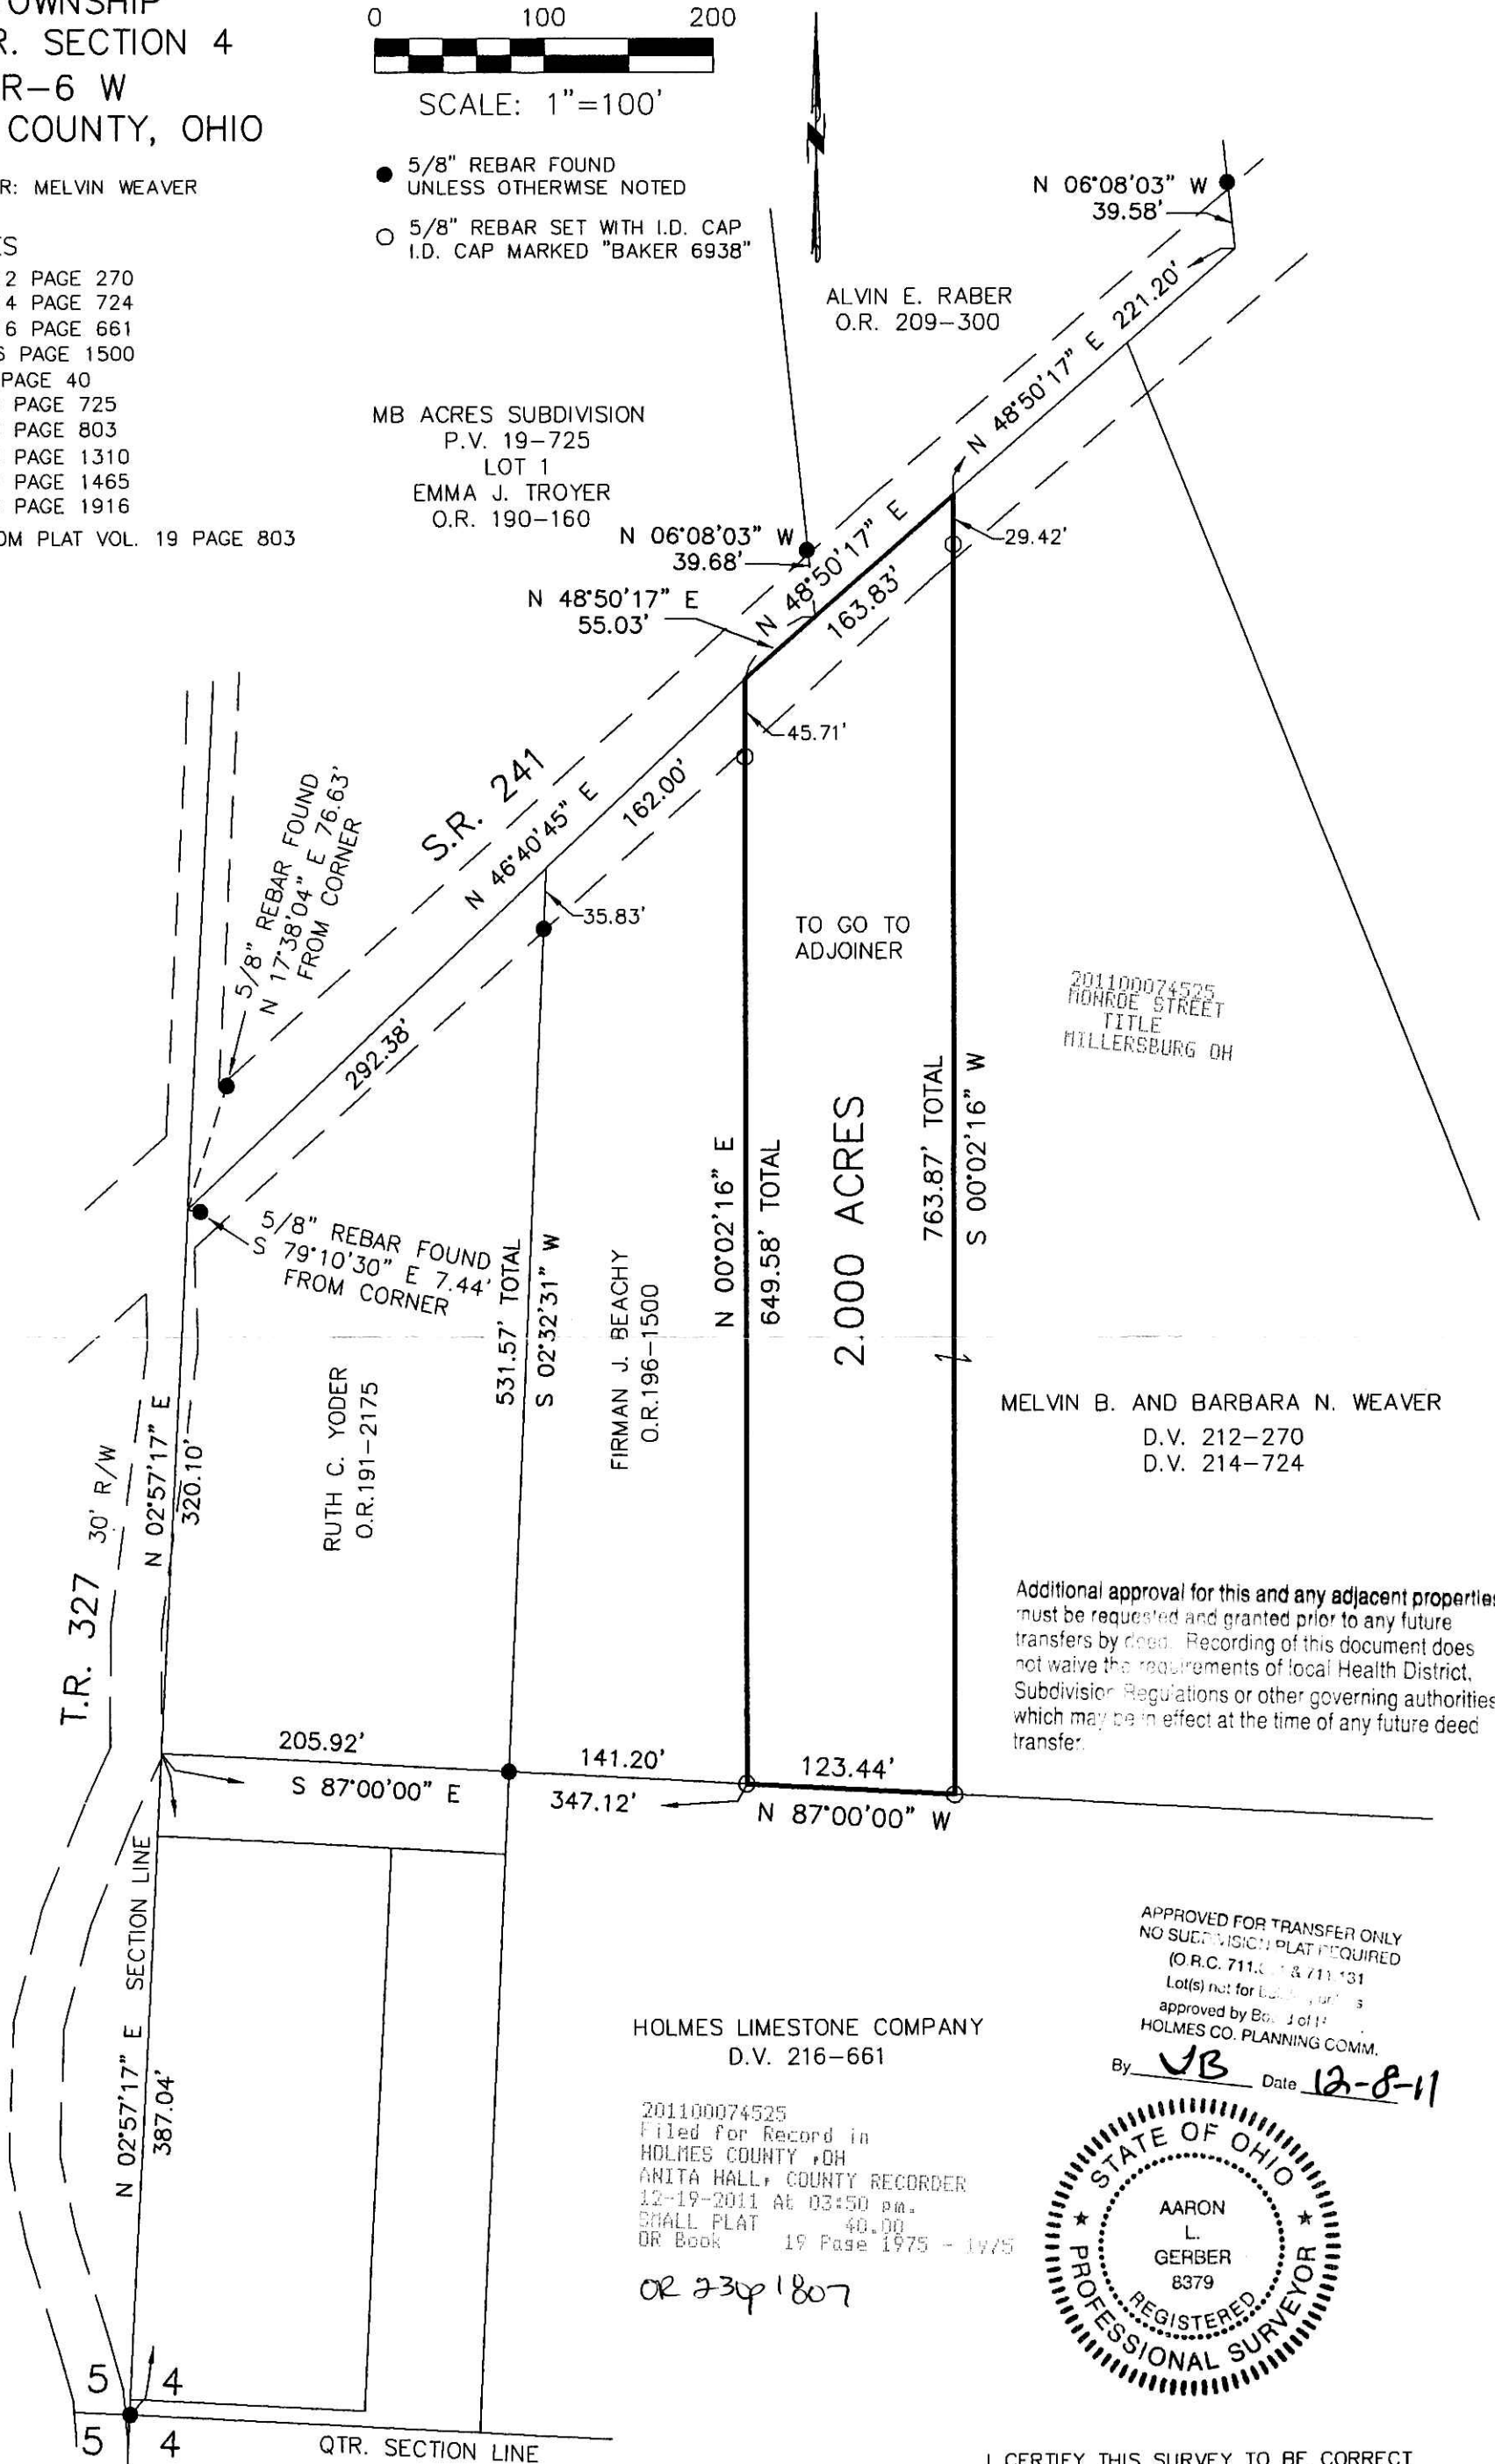 OWNSHIP
R. SECTION 4
R-6 W
COUNTY, OHIO
R: MELVIN WEAVER
ES
2 PAGE 270
4 PAGE 724
6 PAGE 661
6 PAGE 1500
PAGE 40
PAGE 725
PAGE 803
PAGE 1310
PAGE 1465
PAGE 1916
OM PLAT VOL. 19 PAGE 803
0 100 200
SCALE: 1"=100'
5/8" REBAR FOUND
UNLESS OTHERWISE NOTED
5/8" REBAR SET WITH I.D. CAP
I.D. CAP MARKED "BAKER 6938"
N 06°08'03" W
39.58'
ALVIN E. RABER
O.R. 209-300
N 48°50'17" E 221.20'
MB ACRES SUBDIVISION
P.V. 19-725
LOT 1
EMMA J. TROYER
O.R. 190-160
N 06°08'03" W
39.68'
N 48°50'17" E
55.03'
N 48°50'17" E
163.83'
29.42'
45.71'
S.R. 241
N 46°40'45" E
162.00'
35.83'
292.38'
5/8" REBAR FOUND
N 17°38'04" E 76.63'
FROM CORNER
TO GO TO
ADJOINER
201100074525
MONROE STREET
TITLE
MILLERSBURG OH
5/8" REBAR FOUND
S 79°10'30" E 7.44'
FROM CORNER
531.57' TOTAL
S 02°32'31" W
FIRMAN J. BEACHY
O.R.196-1500
N 00°02'16" E
649.58' TOTAL
2.000 ACRES
763.87' TOTAL
S 00°02'16" W
RUTH C. YODER
O.R.191-2175
N 02°57'17" E
320.10'
T.R. 327 30' R/W
MELVIN B. AND BARBARA N. WEAVER
D.V. 212-270
D.V. 214-724
Additional approval for this and any adjacent properties
must be requested and granted prior to any future
transfers by deed. Recording of this document does
not waive the requirements of local Health District,
Subdivision Regulations or other governing authorities
which may be in effect at the time of any future deed
transfer.
205.92'
S 87°00'00" E
141.20'
347.12'
123.44'
N 87°00'00" W
N 02°57'17" E SECTION LINE
387.04'
HOLMES LIMESTONE COMPANY
D.V. 216-661
201100074525
Filed for Record in
HOLMES COUNTY ,OH
ANITA HALL, COUNTY RECORDER
12-19-2011 At 03:50 pm.
SMALL PLAT 40.00
OR Book 19 Page 1975 - 1975
OR 23 p 1807
APPROVED FOR TRANSFER ONLY
NO SUBDIVISION PLAT REQUIRED
(O.R.C. 711. & 711.131
Lot(s) not for
approved by Board of
HOLMES CO. PLANNING COMM.
By VB Date 12-8-11
STATE OF OHIO
AARON
L.
GERBER
8379
REGISTERED
PROFESSIONAL SURVEYOR
5 4
5 4
QTR. SECTION LINE
I CERTIFY THIS SURVEY TO BE CORRECT